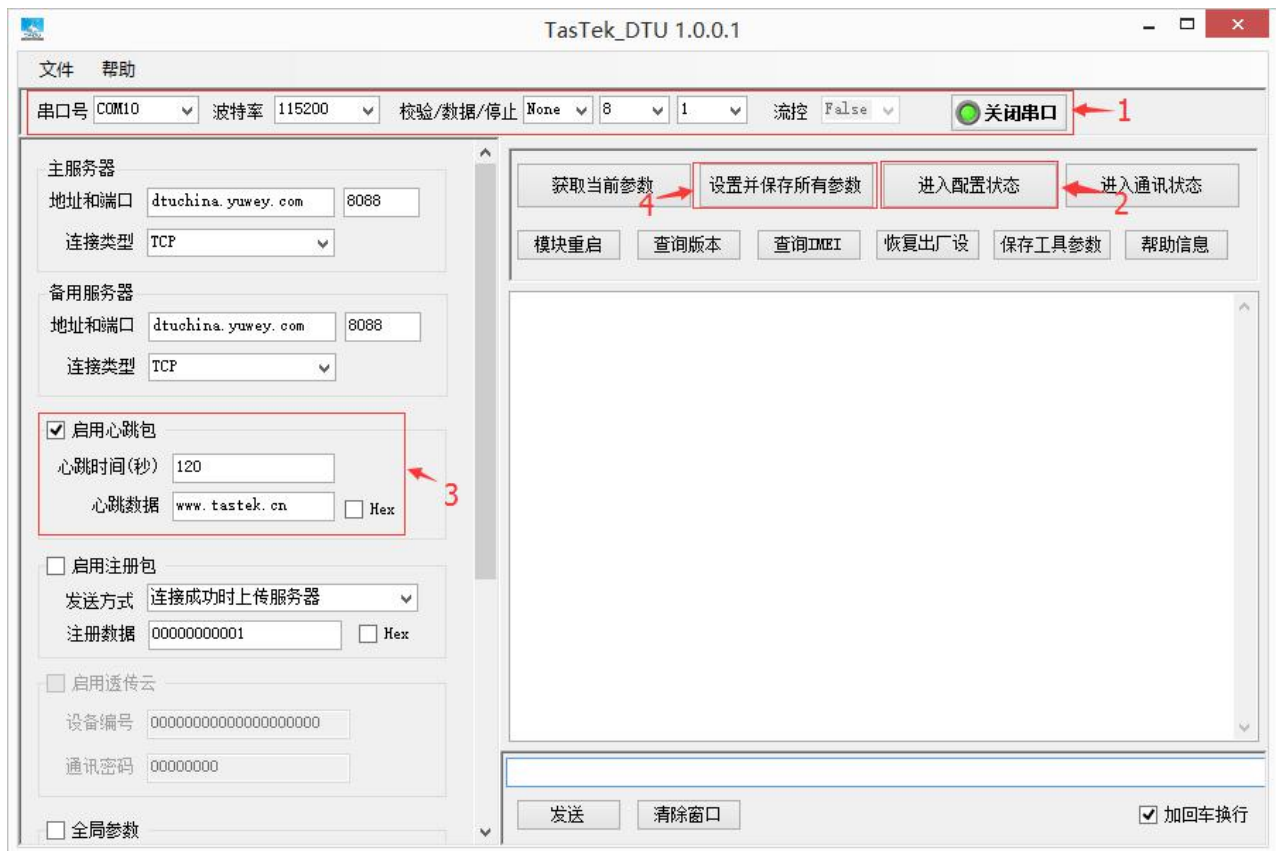 TasTek_DTU 1.0.0.1
文件 帮助
串口号 COM10 波特率 115200 校验/数据/停止 None 8 1 流控 False 关闭串口 1
主服务器
地址和端口 dtuchina.yuwey.com 8088
连接类型 TCP
备用服务器
地址和端口 dtuchina.yuwey.com 8088
连接类型 TCP
启用心跳包
心跳时间(秒) 120
心跳数据 www.tastek.cn Hex
3
启用注册包
发送方式 连接成功时上传服务器
注册数据 00000000001 Hex
启用透传云
设备编号 00000000000000000000
通讯密码 00000000
全局参数
获取当前参数 设置并保存所有参数 进入配置状态 进入通讯状态
4 2
模块重启 查询版本 查询IMEI 恢复出厂设 保存工具参数 帮助信息
发送 清除窗口 加回车换行